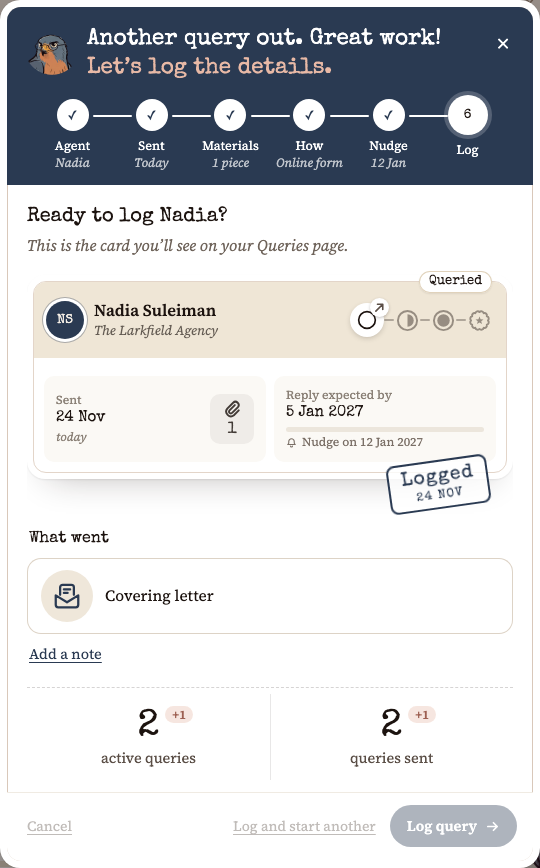 Another query out. Great work!
Let’s log the details.
6
Agent
Nadia
Sent
Today
Materials
1 piece
How
Online form
Nudge
12 Jan
Log
Ready to log Nadia?
This is the card you’ll see on your Queries page.
Queried
NS
Nadia Suleiman
The Larkfield Agency
Sent
24 Nov
today
1
Reply expected by
5 Jan 2027
Nudge on 12 Jan 2027
Logged
24 NOV
What went
Covering letter
Add a note
2 +1
active queries
2 +1
queries sent
Cancel
Log and start another
Log query →